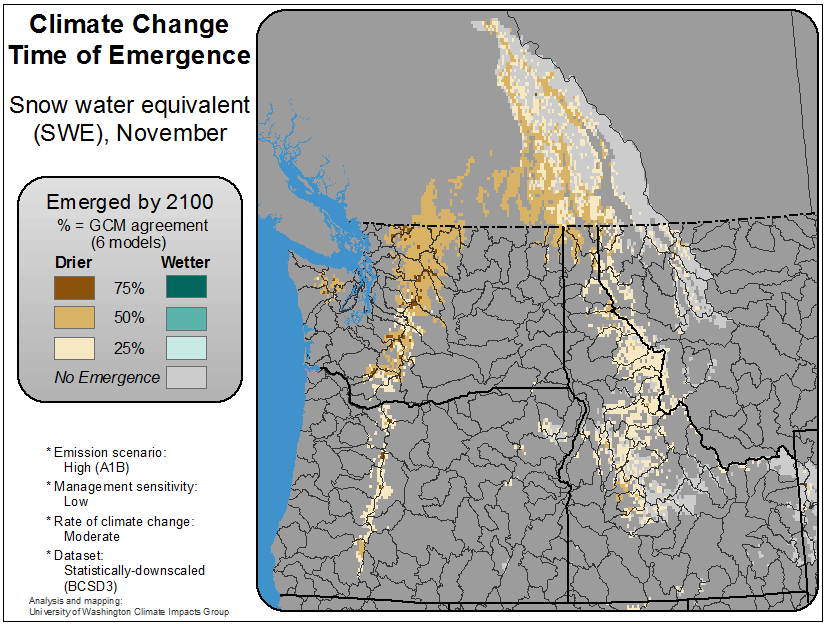 Climate Change
Time of Emergence
Snow water equivalent
(SWE), November
Emerged by 2100
% = GCM agreement
(6 models)
Drier Wetter
75%
50%
25%
No Emergence
* Emission scenario:
High (A1B)
* Management sensitivity:
Low
* Rate of climate change:
Moderate
* Dataset:
Statistically-downscaled
(BCSD3)
Analysis and mapping:
University of Washington Climate Impacts Group